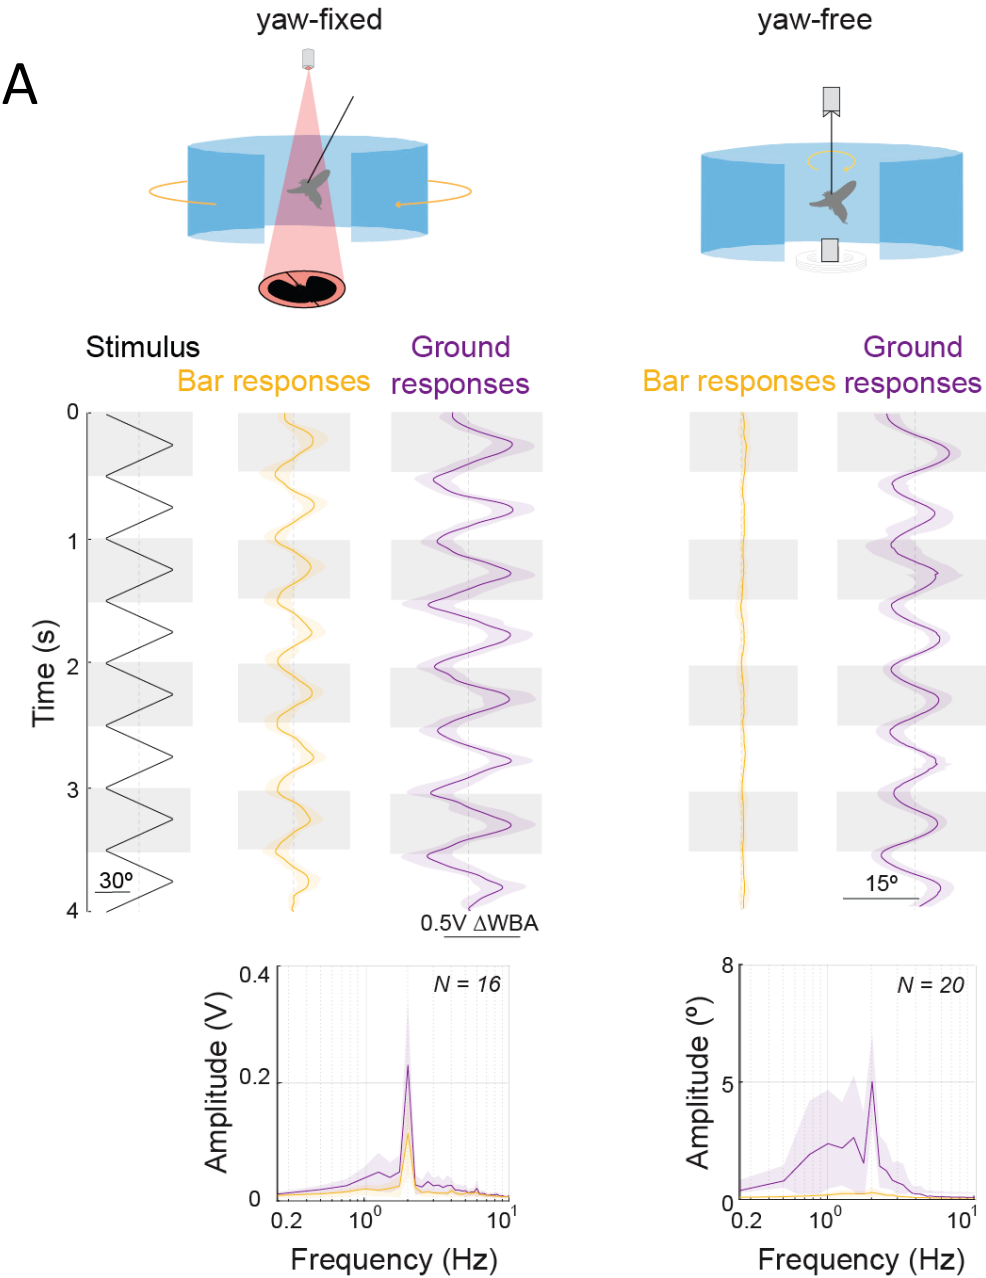 yaw-fixed
yaw-free
A
Stimulus
Bar responses
Ground
responses
Bar responses
Ground
responses
0
1
2
3
4
Time (s)
30º
0.5V ΔWBA
15º
0.4
0.2
0
Amplitude (V)
N = 16
0.2
10⁰
10¹
Frequency (Hz)
8
5
0
Amplitude (º)
N = 20
0.2
10⁰
10¹
Frequency (Hz)